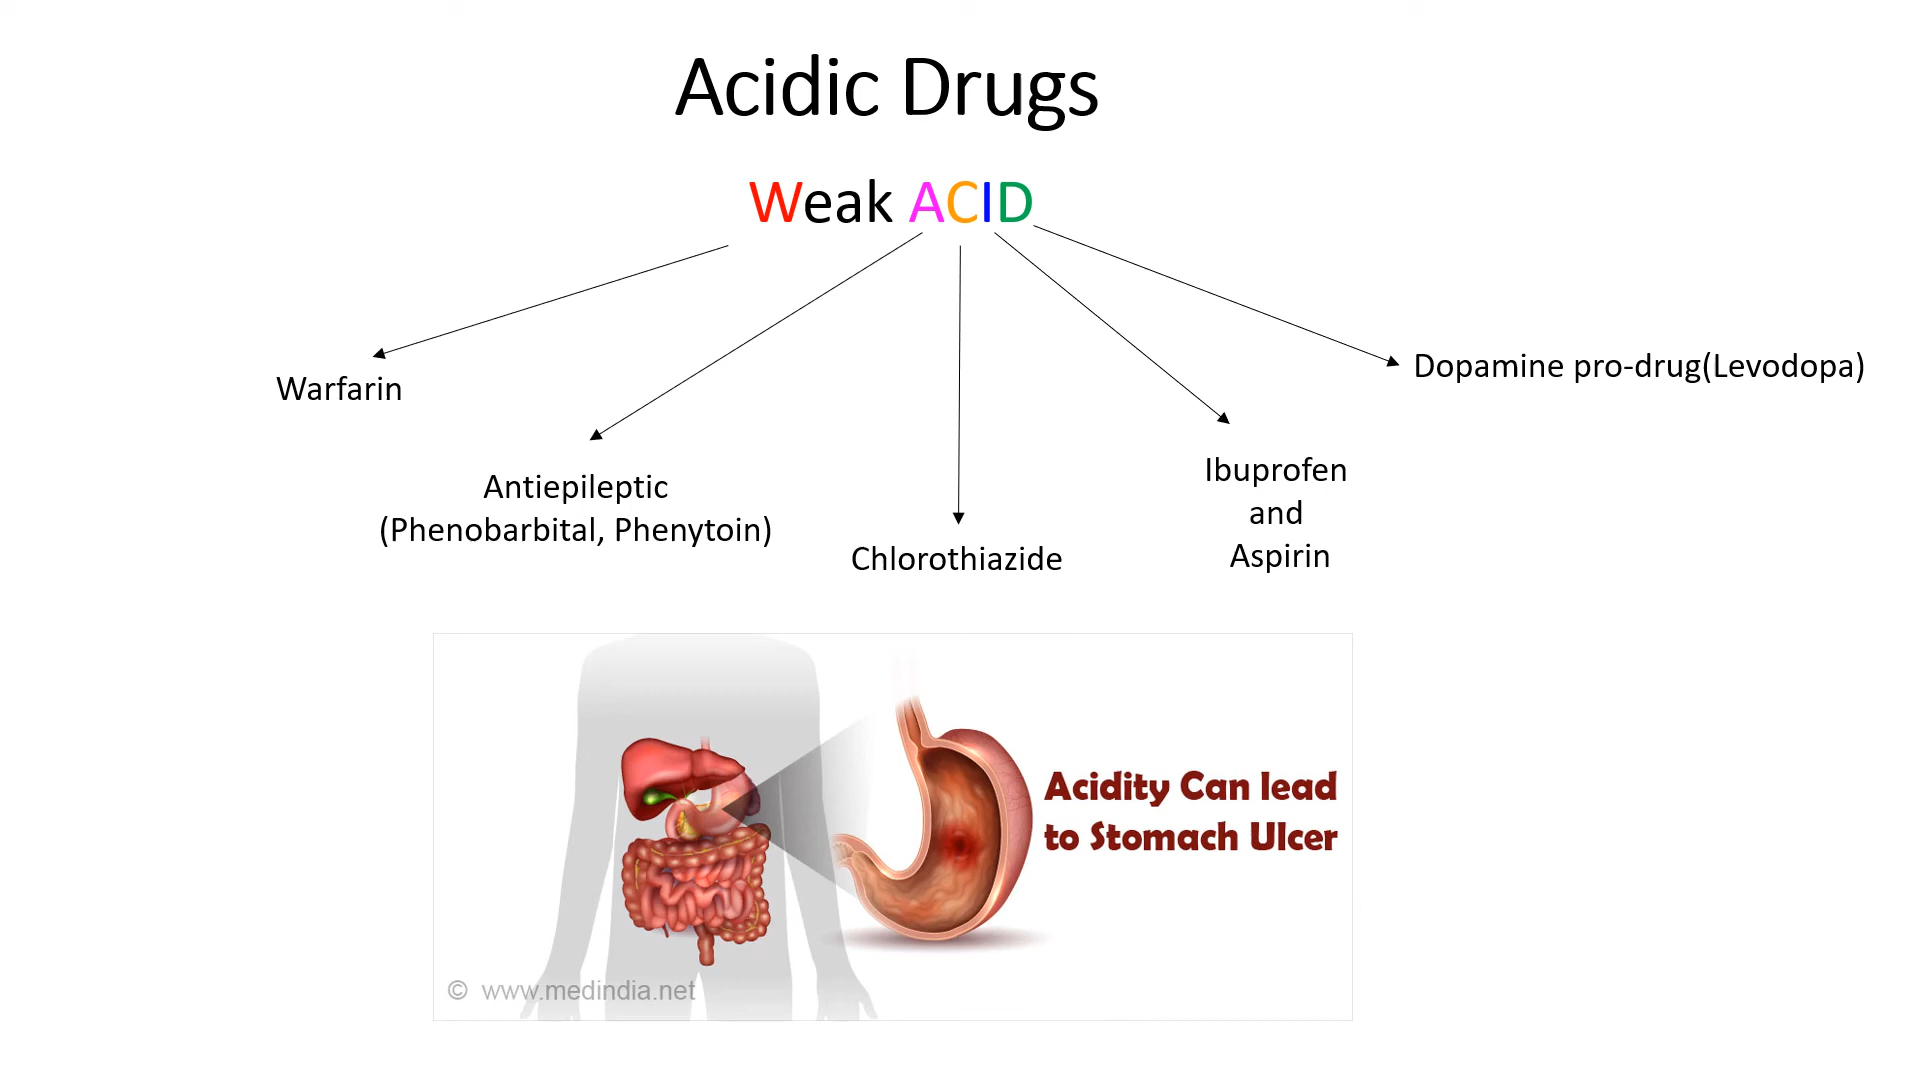 Acidic Drugs
Weak ACID
Warfarin
Antiepileptic
(Phenobarbital, Phenytoin)
Chlorothiazide
Ibuprofen
and
Aspirin
Dopamine pro-drug(Levodopa)
Acidity Can lead
to Stomach Ulcer
© www.medindia.net